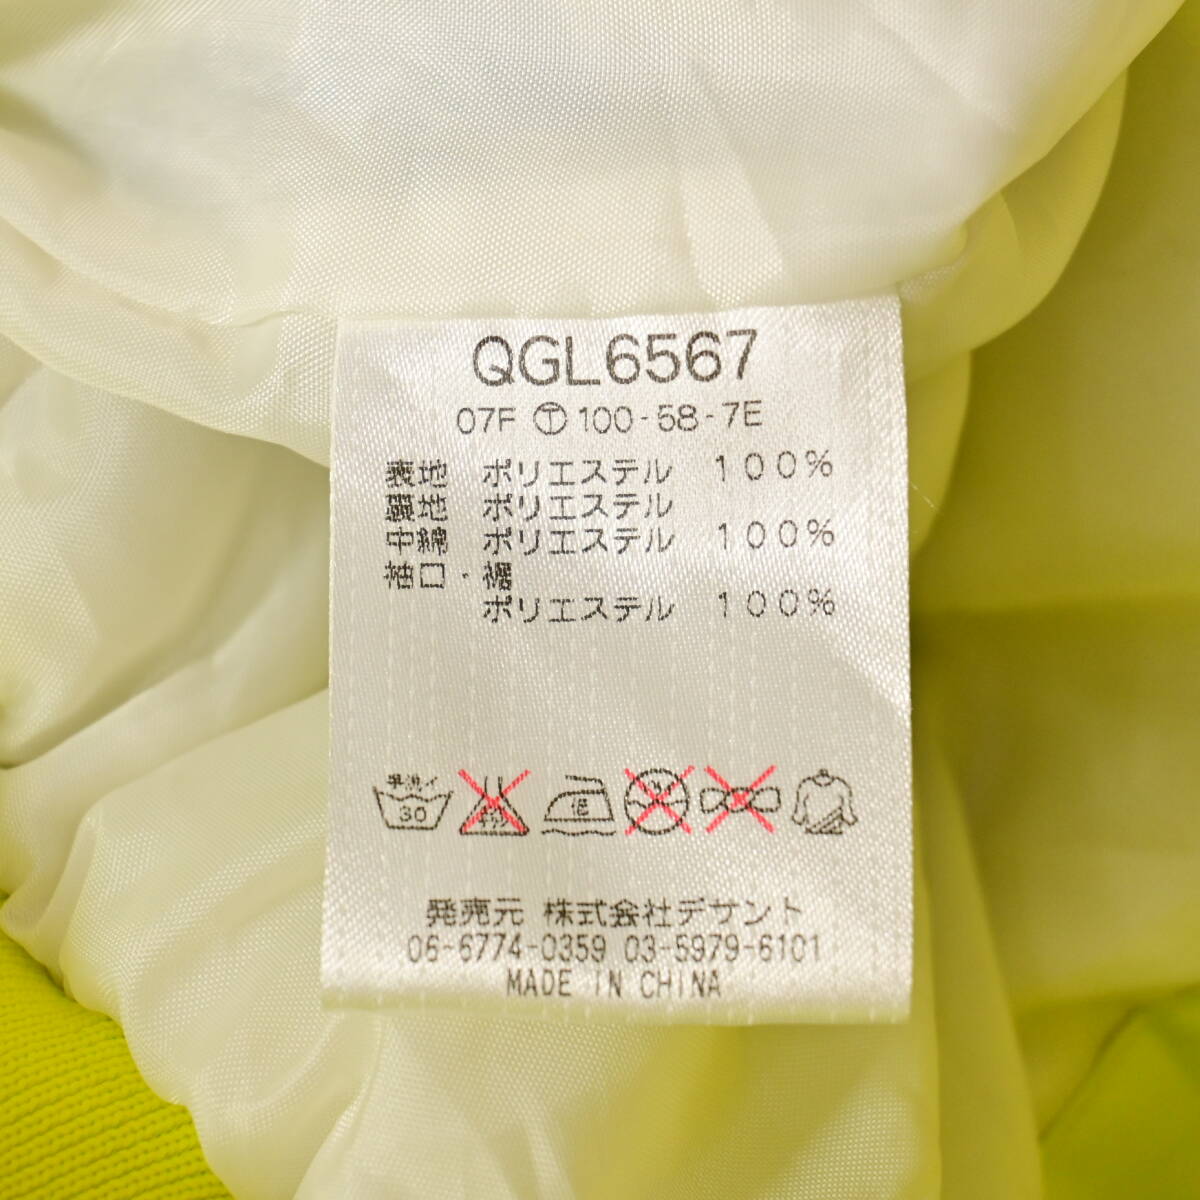 QGL6567
07F Ⓣ 100-58-7E
表地 ポリエステル 100%
裏地 ポリエステル
中綿 ポリエステル 100%
袖口・裾
ポリエステル 100%
手洗イ
30
低
発売元 株式会社デサント
06-6774-0359 03-5979-6101
MADE IN CHINA